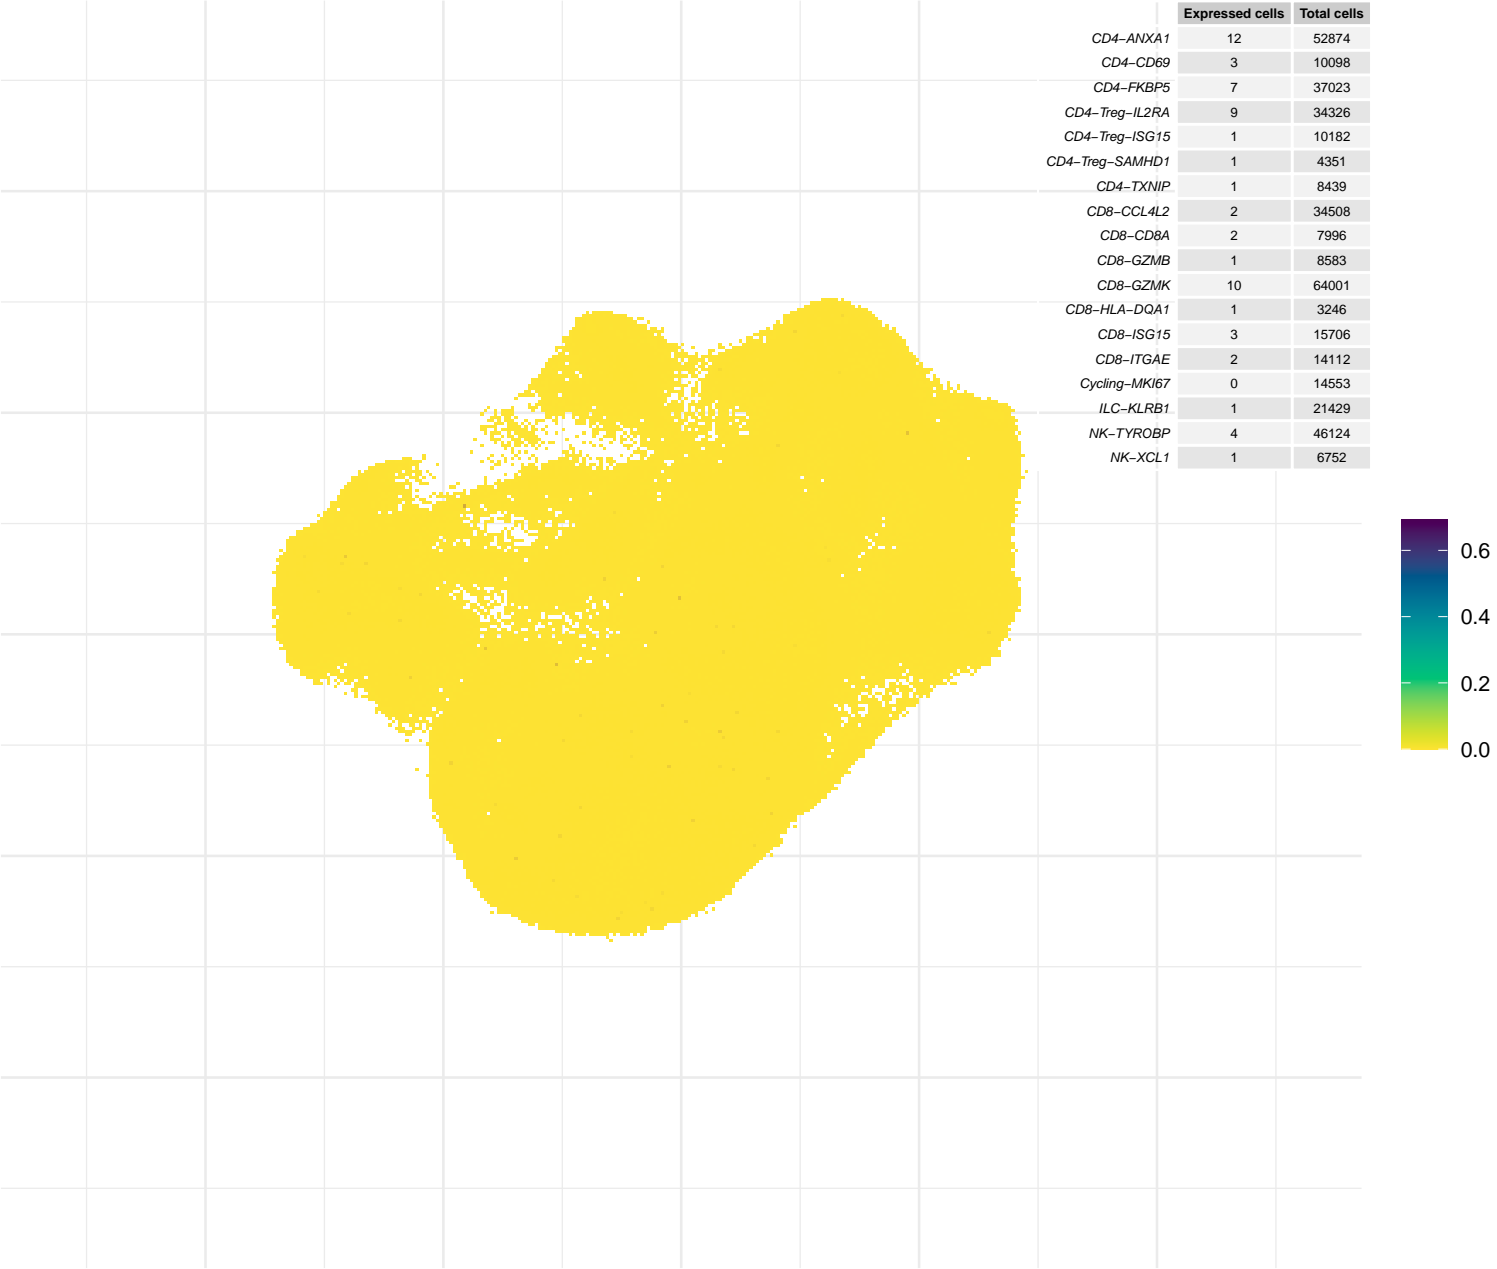 Expressed cells Total cells
CD4−ANXA1 12 52874
CD4−CD69 3 10098
CD4−FKBP5 7 37023
CD4−Treg−IL2RA 9 34326
CD4−Treg−ISG15 1 10182
CD4−Treg−SAMHD1 1 4351
CD4−TXNIP 1 8439
CD8−CCL4L2 2 34508
CD8−CD8A 2 7996
CD8−GZMB 1 8583
CD8−GZMK 10 64001
CD8−HLA−DQA1 1 3246
CD8−ISG15 3 15706
CD8−ITGAE 2 14112
Cycling−MKI67 0 14553
ILC−KLRB1 1 21429
NK−TYROBP 4 46124
NK−XCL1 1 6752
0.6
0.4
0.2
0.0